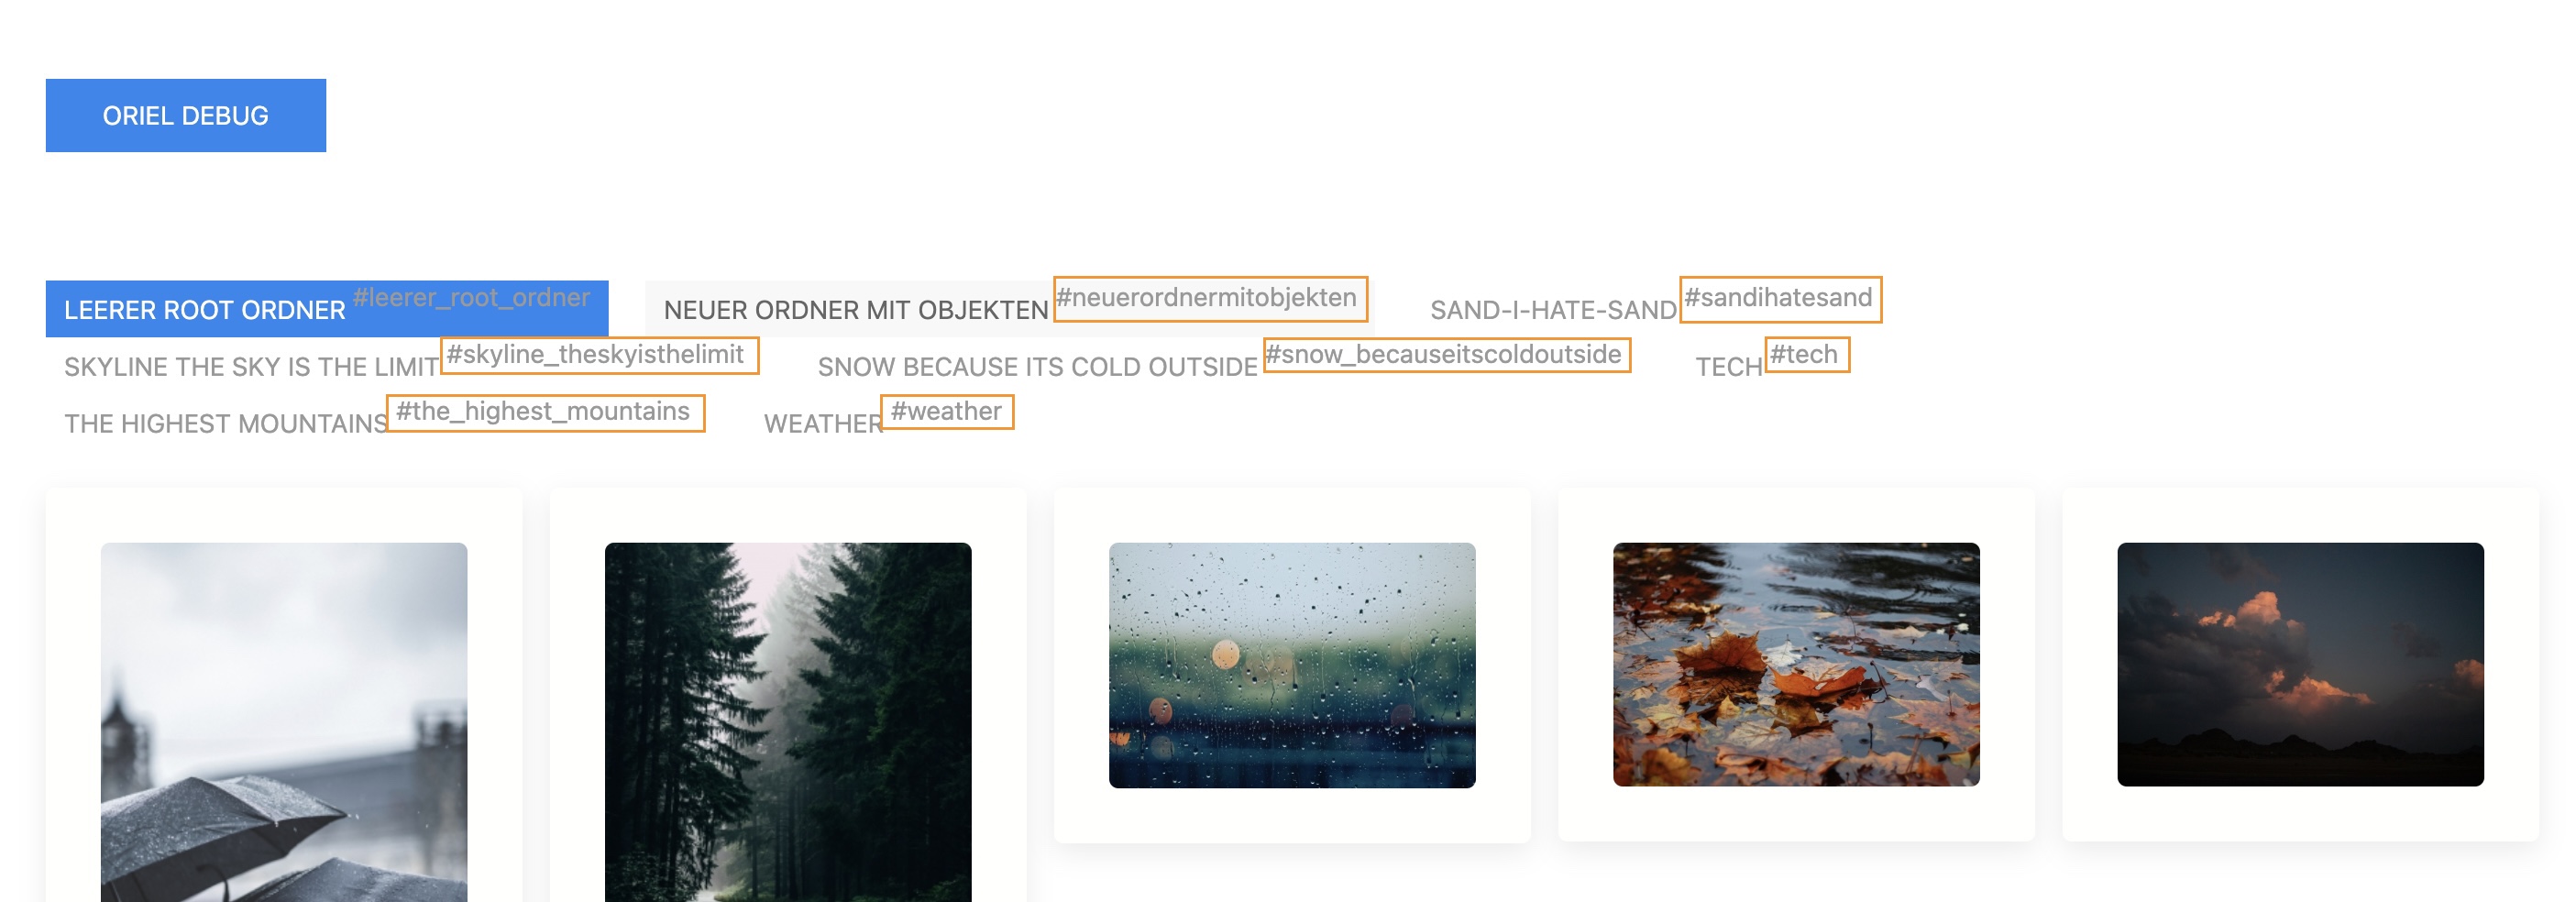 ORIEL DEBUG
LEERER ROOT ORDNER #leerer_root_ordner NEUER ORDNER MIT OBJEKTEN #neuerordnermitobjekten SAND-I-HATE-SAND #sandihatesand
SKYLINE THE SKY IS THE LIMIT #skyline_theskyisthelimit SNOW BECAUSE ITS COLD OUTSIDE #snow_becauseitscoldoutside TECH #tech
THE HIGHEST MOUNTAINS #the_highest_mountains WEATHER #weather